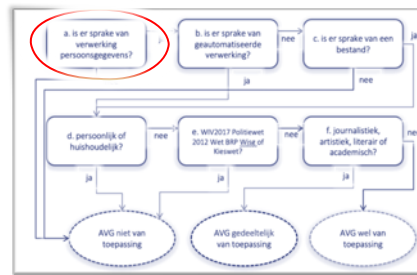 a. is er sprake van
verwerking
persoonsgegevens?
b. is er sprake van
geautomatiseerde
verwerking?
nee
c. is er sprake van een
bestand?
ja
nee
ja
d. persoonlijk of
huishoudelijk?
nee
e. WIV2017 Politiewet
2012 Wet BRP Wjsg of
Kieswet?
nee
f. journalistiek,
artistiek, literair of
academisch?
ja
ja
ja
nee
AVG niet van
toepassing
AVG gedeeltelijk
van toepassing
AVG wel van
toepassing